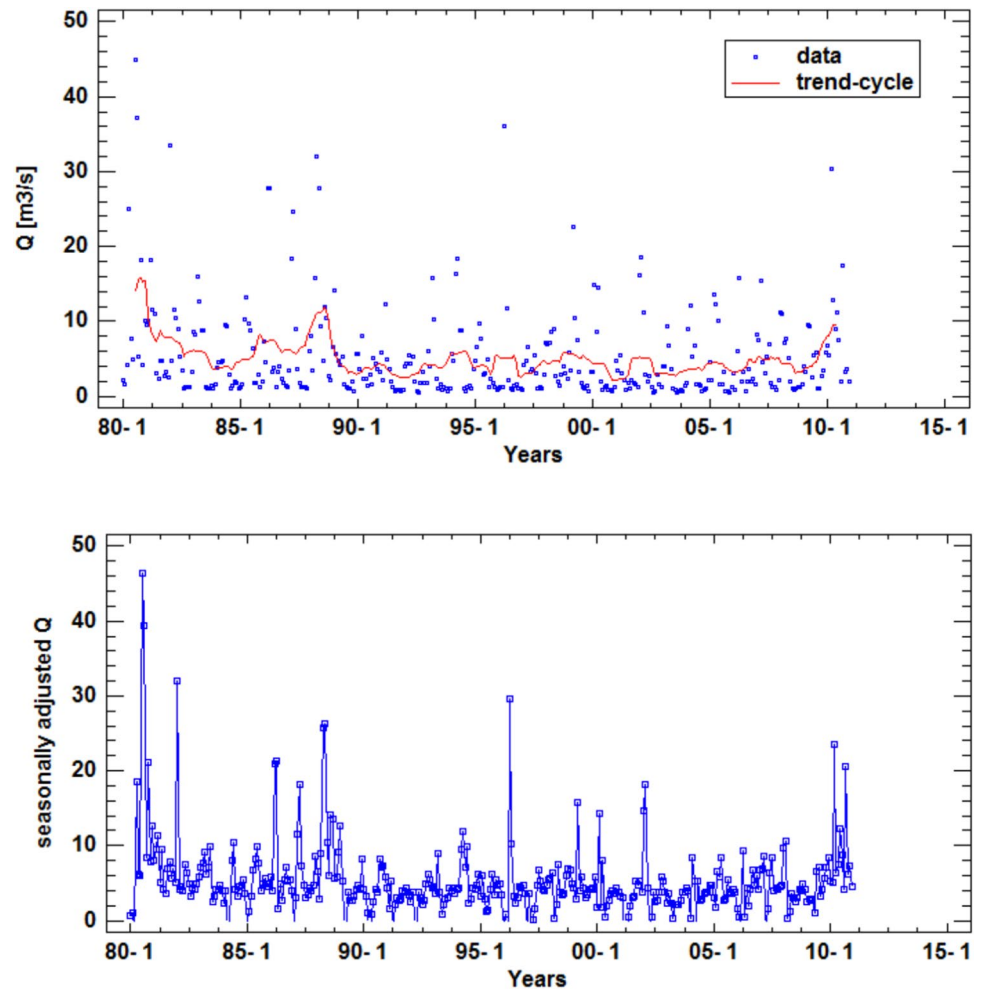 50
40
30
20
10
0
Q [m3/s]
data
trend-cycle
80- 1 85- 1 90- 1 95- 1 00- 1 05- 1 10- 1 15- 1
Years
50
40
30
20
10
0
seasonally adjusted Q
80- 1 85- 1 90- 1 95- 1 00- 1 05- 1 10- 1 15- 1
Years